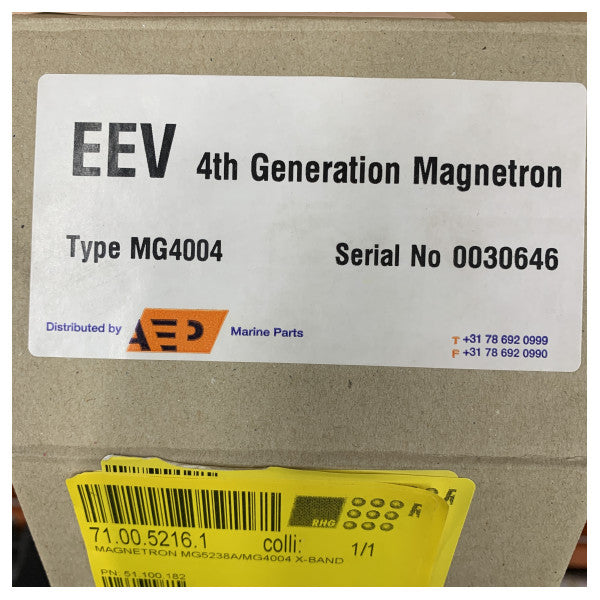 EEV 4th Generation Magnetron
Type MG4004 Serial No 0030646
Distributed by AEP Marine Parts
T +31 78 692 0999
F +31 78 692 0990
RHG
71.00.5216.1 colli: 1/1
MAGNETRON MG5238A/MG4004 X-BAND
PN: 51.100.182